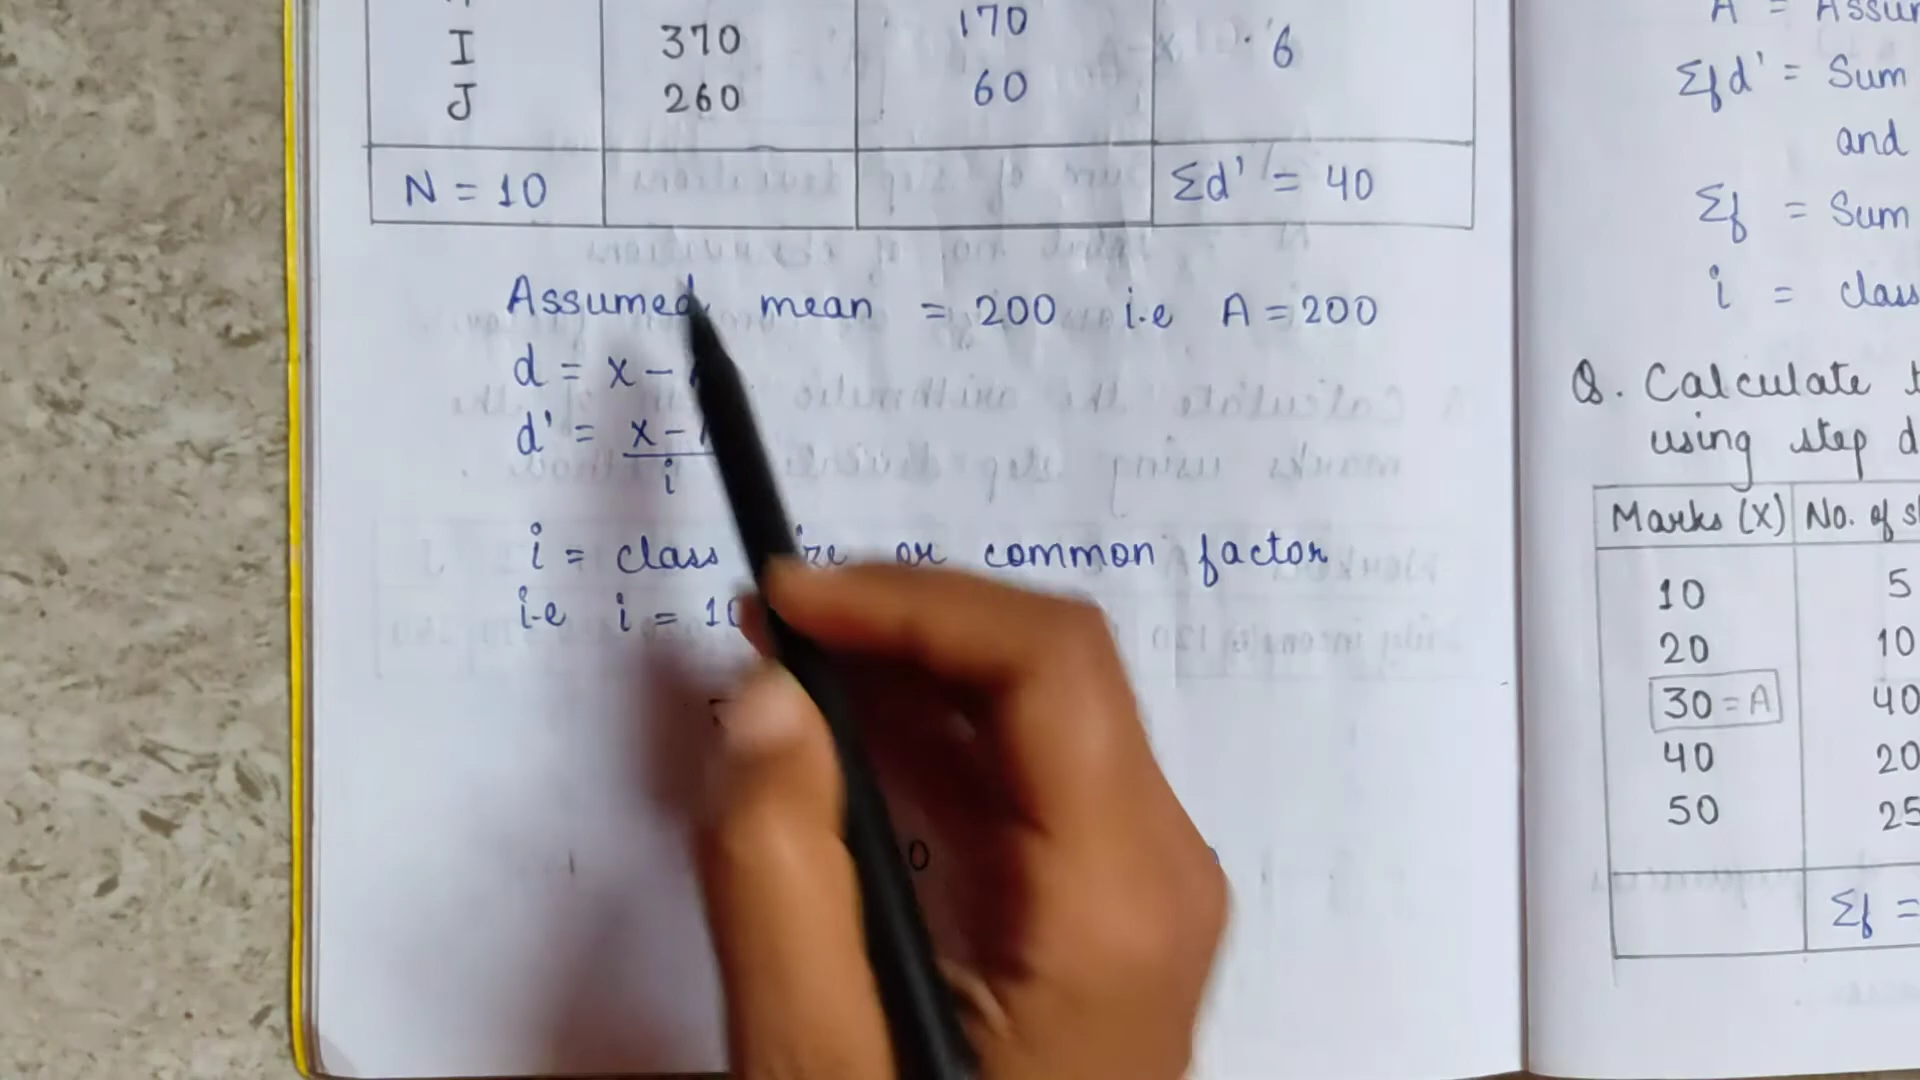 170
I 370 6
J 260 60
N = 10 Σd' = 40
Assumed mean = 200 i.e A = 200
d = x -
d' = x -
i
i = class or common factor
i.e i = 10
A =
Σfd' = Sum
and
Σf = Sum
i = class
Q. Calculate
using step
Marks (X) No. of
10 5
20 10
30 = A 40
40 20
50 25
Σf =